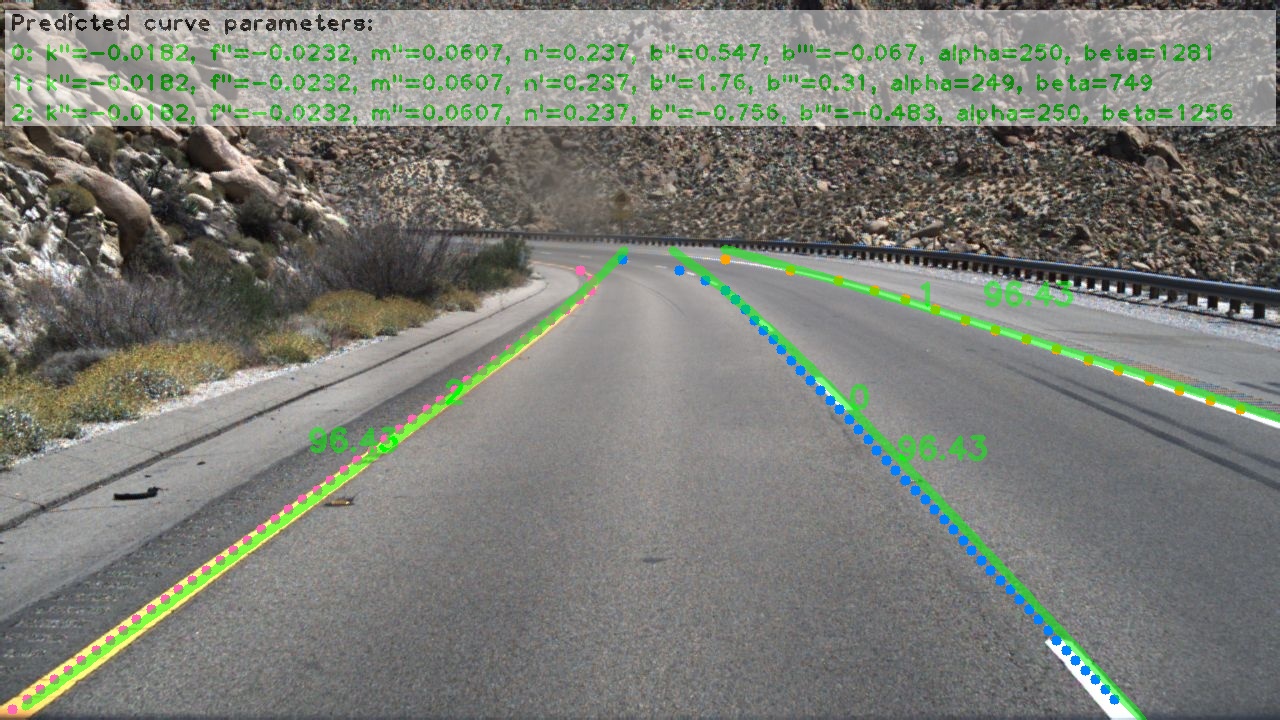 Predicted curve parameters:
0: k''=-0.0182, f''=-0.0232, m''=0.0607, n'=0.237, b''=0.547, b'''=-0.067, alpha=250, beta=1281
1: k''=-0.0182, f''=-0.0232, m''=0.0607, n'=0.237, b''=1.76, b'''=0.31, alpha=249, beta=749
2: k''=-0.0182, f''=-0.0232, m''=0.0607, n'=0.237, b''=-0.756, b'''=-0.483, alpha=250, beta=1256
1 96.43
2
0
96.43
96.43